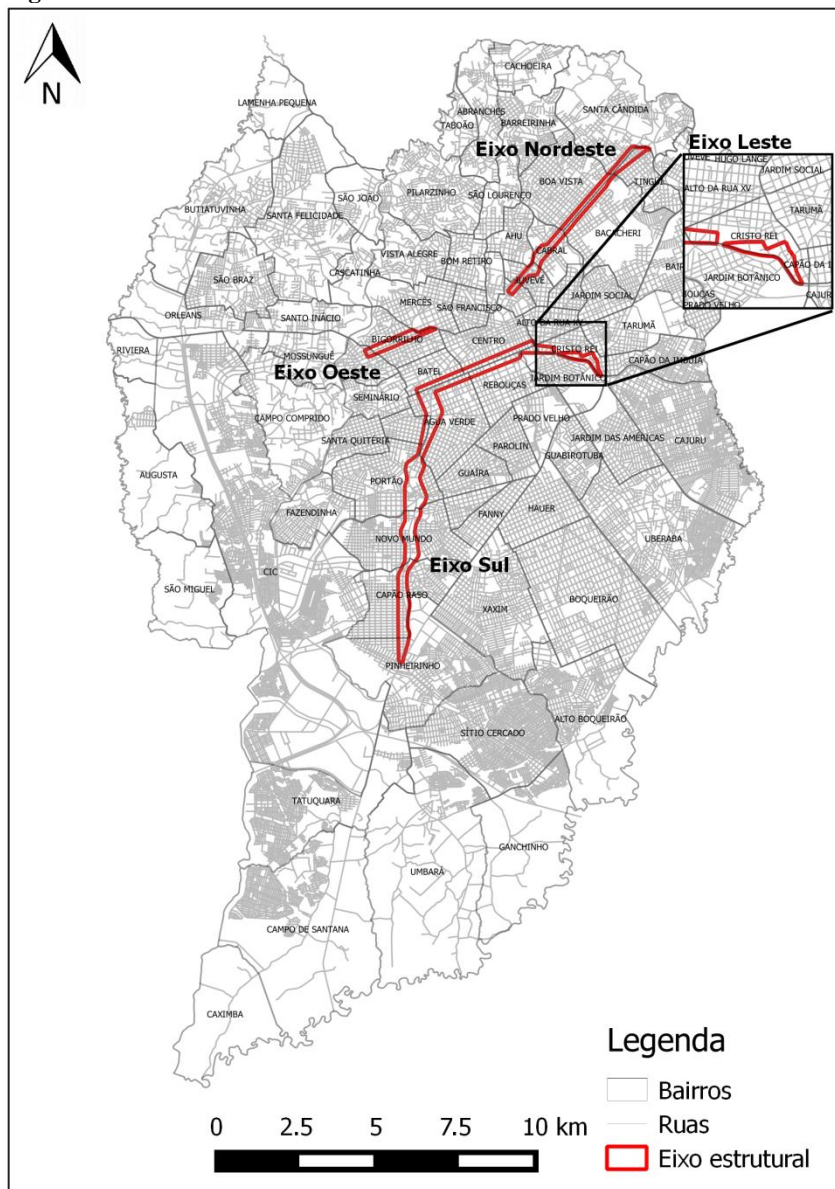 N
CACHOEIRA
LAMENHA PEQUENA
ABRANCHES
SANTA CÂNDIDA
TABOÃO
BARREIRINHA
Eixo Nordeste
Eixo Leste
HUGO LANGE
JARDIM SOCIAL
ALTO DA RUA XV
TARUMÃ
CRISTO REI
JARDIM BOTÂNICO
PRADO VELHO
BOA VISTA
TINGUI
SÃO JOÃO
PILARZINHO
SÃO LOURENÇO
BUTIATUVINHA
SANTA FELICIDADE
AHU
CABRAL
BACACHERI
VISTA ALEGRE
BOM RETIRO
CASCATINHA
SÃO BRAZ
JUVEVÊ
MERCÊS
SÃO FRANCISCO
JARDIM SOCIAL
ORLEANS
SANTO INÁCIO
ALTO DA RUA XV
TARUMÃ
RIVIERA
BIGORRILHO
CENTRO
CRISTO REI
MOSSUNGUÊ
CAPÃO DA IMBUIA
Eixo Oeste
BATEL
JARDIM BOTÂNICO
REBOUÇAS
SEMINÁRIO
CAMPO COMPRIDO
ÁGUA VERDE
PRADO VELHO
JARDIM DAS AMÉRICAS
CAJURU
SANTA QUITÉRIA
PAROLIN
GUABIROTUBA
AUGUSTA
PORTÃO
GUAÍRA
FAZENDINHA
HAUER
FANNY
NOVO MUNDO
UBERABA
Eixo Sul
CIC
SÃO MIGUEL
CAPÃO RASO
BOQUEIRÃO
XAXIM
PINHEIRINHO
ALTO BOQUEIRÃO
SÍTIO CERCADO
TATUQUARA
GANCHINHO
UMBARÁ
CAMPO DE SANTANA
CAXIMBA
Legenda
Bairros
Ruas
Eixo estrutural
0 2.5 5 7.5 10 km